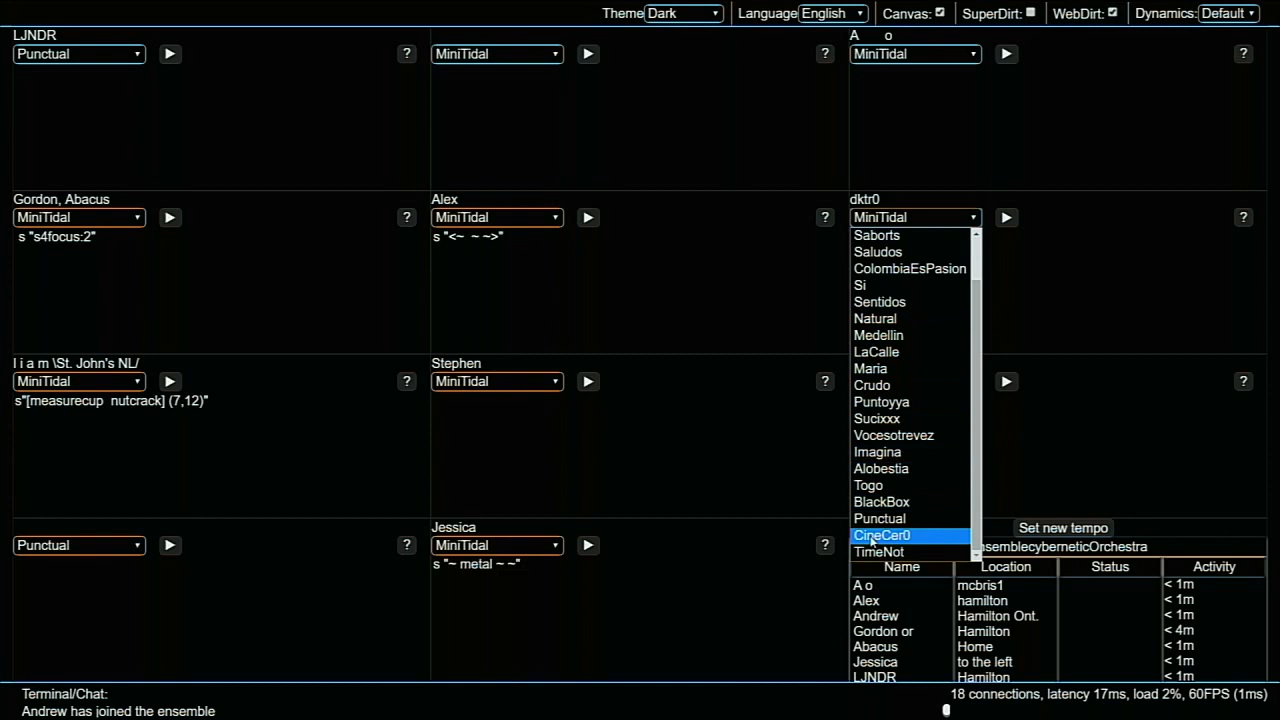 Theme Dark Language English Canvas: SuperDirt: WebDirt: Dynamics: Default
LJNDR
Punctual ?
MiniTidal ?
A o
MiniTidal ?
Gordon, Abacus
MiniTidal ?
s "s4focus:2"
Alex
MiniTidal ?
s "<~ ~ ~>"
dktr0
MiniTidal ?
Saborts
Saludos
ColombiaEsPasion
Si
Sentidos
Natural
Medellin
LaCalle
Maria
Crudo
Puntoyya
Sucixxx
Vocesotrevez
Imagina
Alobestia
Togo
BlackBox
Punctual
CineCer0
TimeNot
l i a m \St. John's NL/
MiniTidal ?
s"[measurecup nutcrack] (7,12)"
Stephen
MiniTidal ?
?
Punctual ?
Jessica
MiniTidal ?
s "~ metal ~ ~"
Set new tempo
nsemblecyberneticOrchestra
Name Location Status Activity
A o mcbris1 < 1m
Alex hamilton < 1m
Andrew Hamilton Ont. < 1m
Gordon or Hamilton < 4m
Abacus Home < 1m
Jessica to the left < 1m
LJNDR Hamilton < 1m
Terminal/Chat:
Andrew has joined the ensemble
18 connections, latency 17ms, load 2%, 60FPS (1ms)